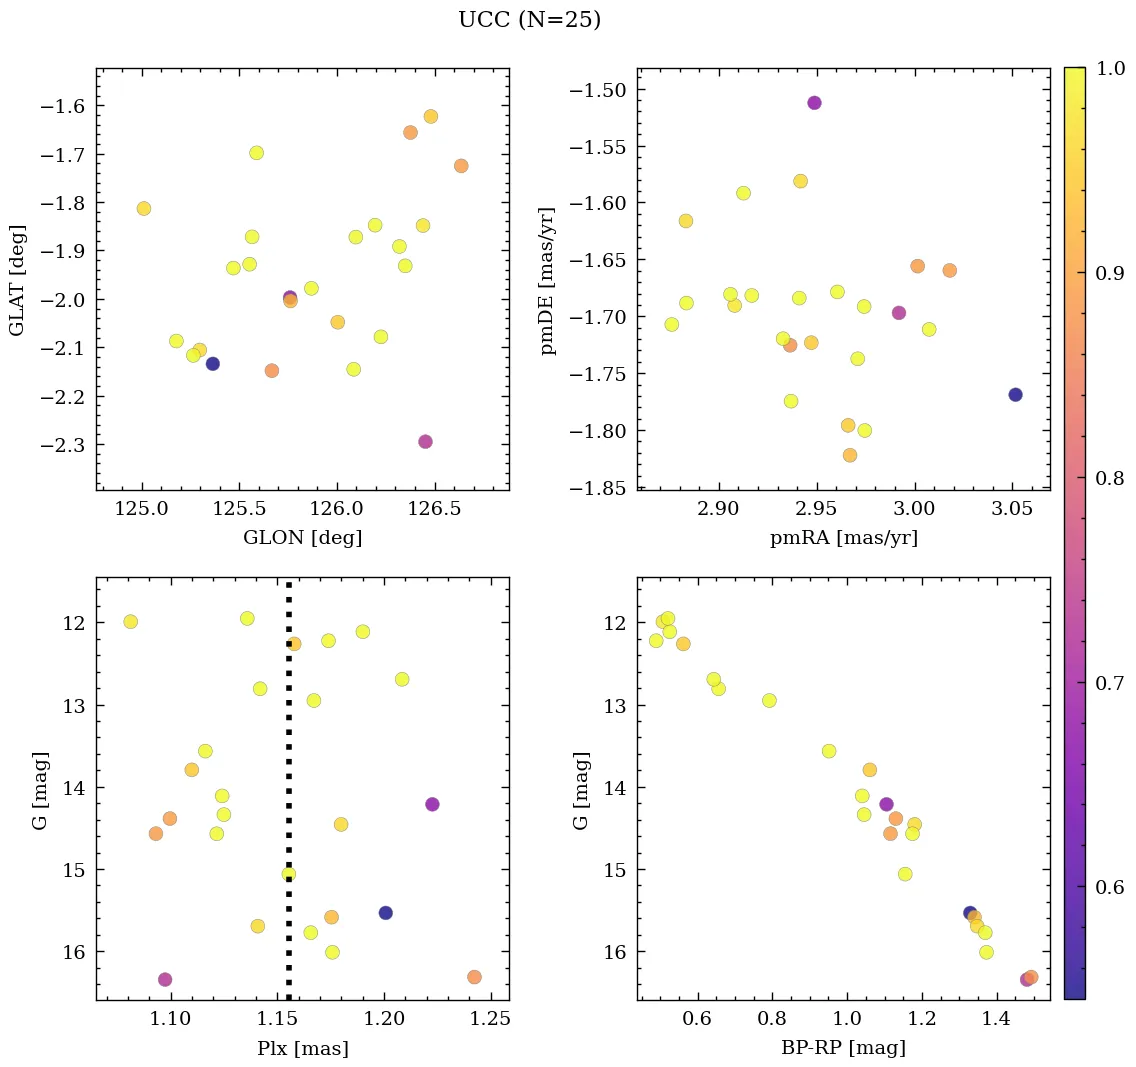 UCC (N=25)
−1.6
−1.7
−1.8
−1.9
−2.0
−2.1
−2.2
−2.3
GLAT [deg]
125.0 125.5 126.0 126.5
GLON [deg]
−1.50
−1.55
−1.60
−1.65
−1.70
−1.75
−1.80
−1.85
pmDE [mas/yr]
2.90 2.95 3.00 3.05
pmRA [mas/yr]
12
13
14
15
16
G [mag]
1.10 1.15 1.20 1.25
Plx [mas]
12
13
14
15
16
G [mag]
0.6 0.8 1.0 1.2 1.4
BP-RP [mag]
1.0
0.9
0.8
0.7
0.6